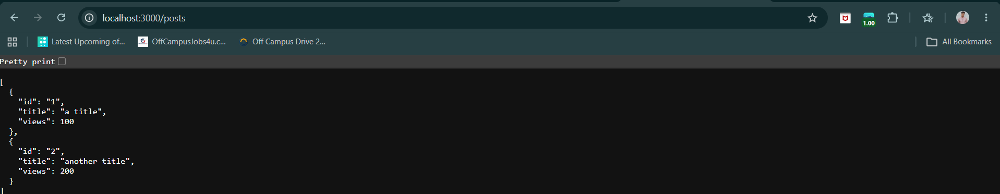 localhost:3000/posts
1.00
Latest Upcoming of... OffCampusJobs4u.c... Off Campus Drive 2... All Bookmarks
Pretty print
[
  {
    "id": "1",
    "title": "a title",
    "views": 100
  },
  {
    "id": "2",
    "title": "another title",
    "views": 200
  }
]